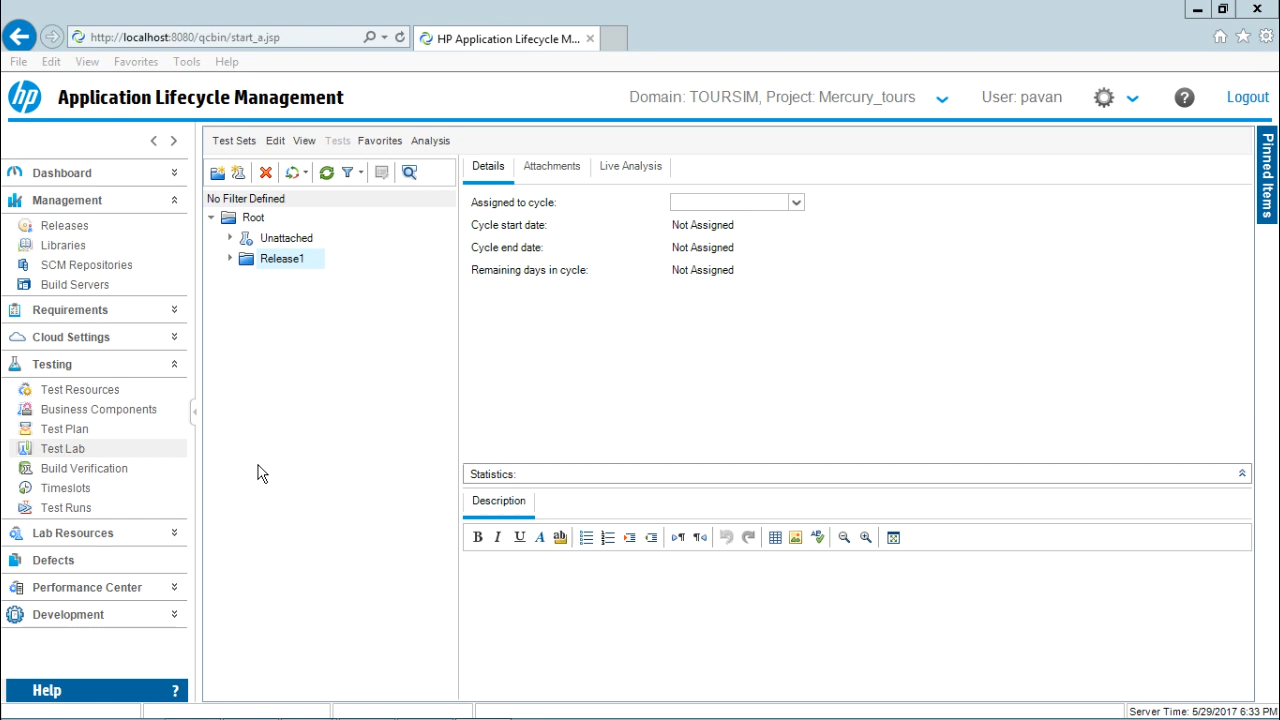 http://localhost:8080/qcbin/start_a.jsp
HP Application Lifecycle M...
File Edit View Favorites Tools Help
hp Application Lifecycle Management
Domain: TOURSIM, Project: Mercury_tours
User: pavan
Logout
Pinned Items
Dashboard
Management
Releases
Libraries
SCM Repositories
Build Servers
Requirements
Cloud Settings
Testing
Test Resources
Business Components
Test Plan
Test Lab
Build Verification
Timeslots
Test Runs
Lab Resources
Defects
Performance Center
Development
Help ?
Test Sets Edit View Tests Favorites Analysis
No Filter Defined
Root
Unattached
Release1
Details Attachments Live Analysis
Assigned to cycle:
Cycle start date: Not Assigned
Cycle end date: Not Assigned
Remaining days in cycle: Not Assigned
Statistics:
Description
B I U A ab
Server Time: 5/29/2017 6:33 PM